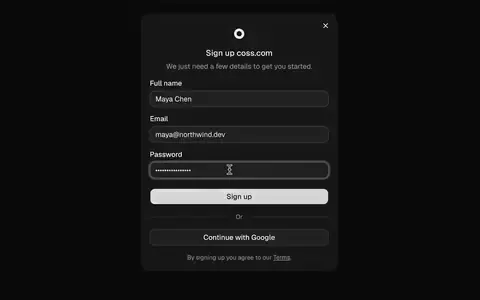 Sign up coss.com
We just need a few details to get you started.
Full name
Maya Chen
Email
maya@northwind.dev
Password
••••••••••••••••
Sign up
Or
Continue with Google
By signing up you agree to our Terms.